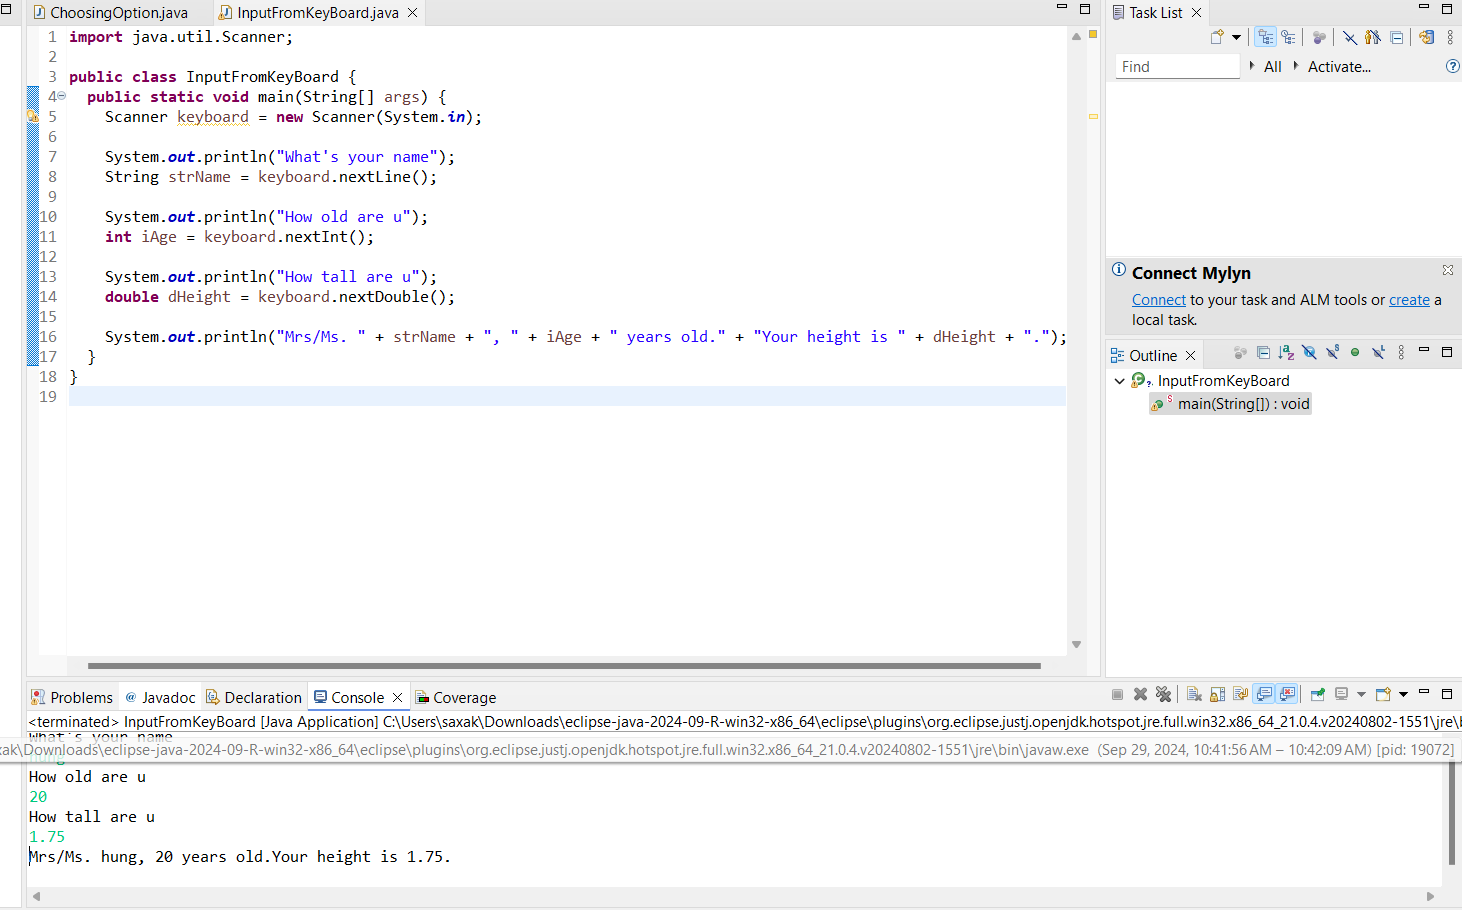 ChoosingOption.java
InputFromKeyBoard.java
1 import java.util.Scanner;
2
3 public class InputFromKeyBoard {
4 public static void main(String[] args) {
5 Scanner keyboard = new Scanner(System.in);
6
7 System.out.println("What's your name");
8 String strName = keyboard.nextLine();
9
10 System.out.println("How old are u");
11 int iAge = keyboard.nextInt();
12
13 System.out.println("How tall are u");
14 double dHeight = keyboard.nextDouble();
15
16 System.out.println("Mrs/Ms. " + strName + ", " + iAge + " years old." + "Your height is " + dHeight + ".");
17 }
18 }
19
Task List
Find
All
Activate...
Connect Mylyn
Connect to your task and ALM tools or create a
local task.
Outline
InputFromKeyBoard
main(String[]) : void
Problems
@ Javadoc
Declaration
Console
Coverage
<terminated> InputFromKeyBoard [Java Application] C:\Users\saxak\Downloads\eclipse-java-2024-09-R-win32-x86_64\eclipse\plugins\org.eclipse.justj.openjdk.hotspot.jre.full.win32.x86_64_21.0.4.v20240802-1551\jre\b
What's your name
xak\Downloads\eclipse-java-2024-09-R-win32-x86_64\eclipse\plugins\org.eclipse.justj.openjdk.hotspot.jre.full.win32.x86_64_21.0.4.v20240802-1551\jre\bin\javaw.exe (Sep 29, 2024, 10:41:56 AM – 10:42:09 AM) [pid: 19072]
hung
How old are u
20
How tall are u
1.75
Mrs/Ms. hung, 20 years old.Your height is 1.75.